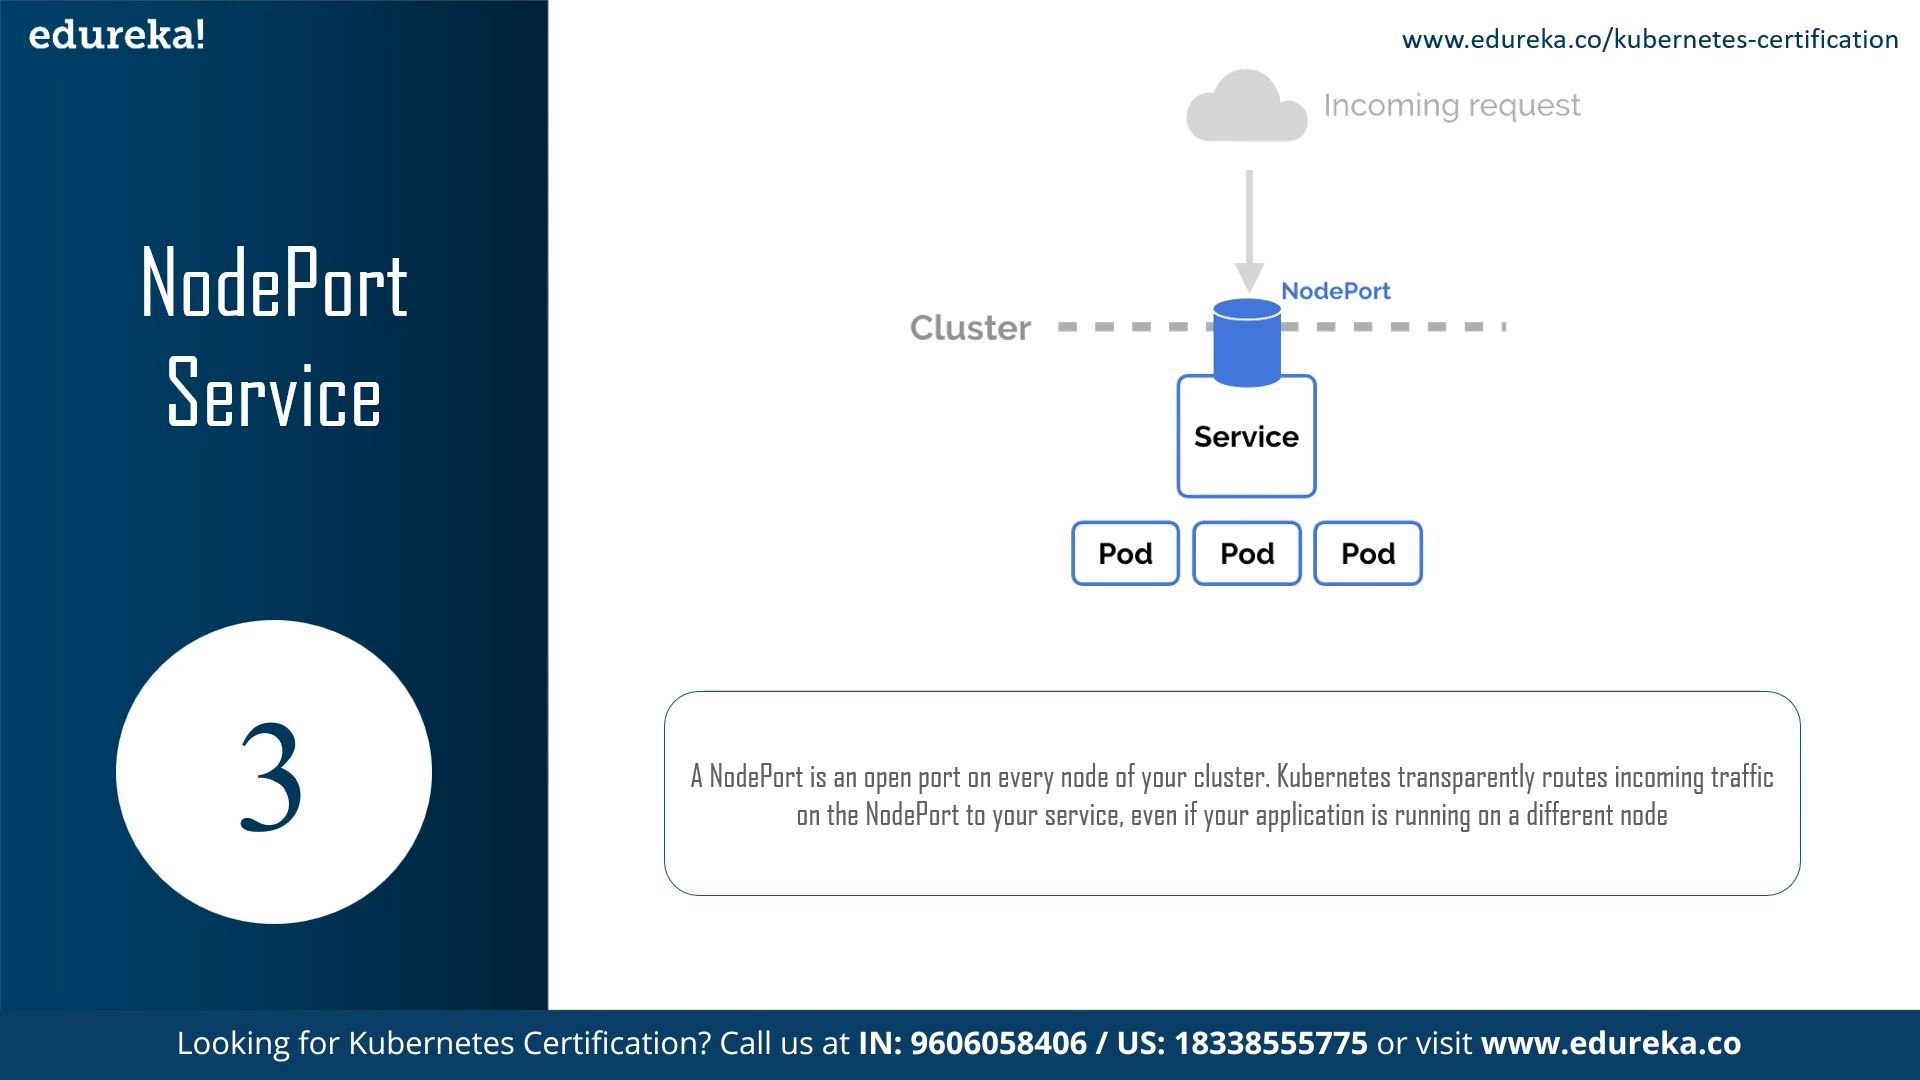 edureka!
www.edureka.co/kubernetes-certification
NodePort
Service
3
Incoming request
NodePort
Cluster
Service
Pod Pod Pod
A NodePort is an open port on every node of your cluster. Kubernetes transparently routes incoming traffic
on the NodePort to your service, even if your application is running on a different node
Looking for Kubernetes Certification? Call us at IN: 9606058406 / US: 18338555775 or visit www.edureka.co